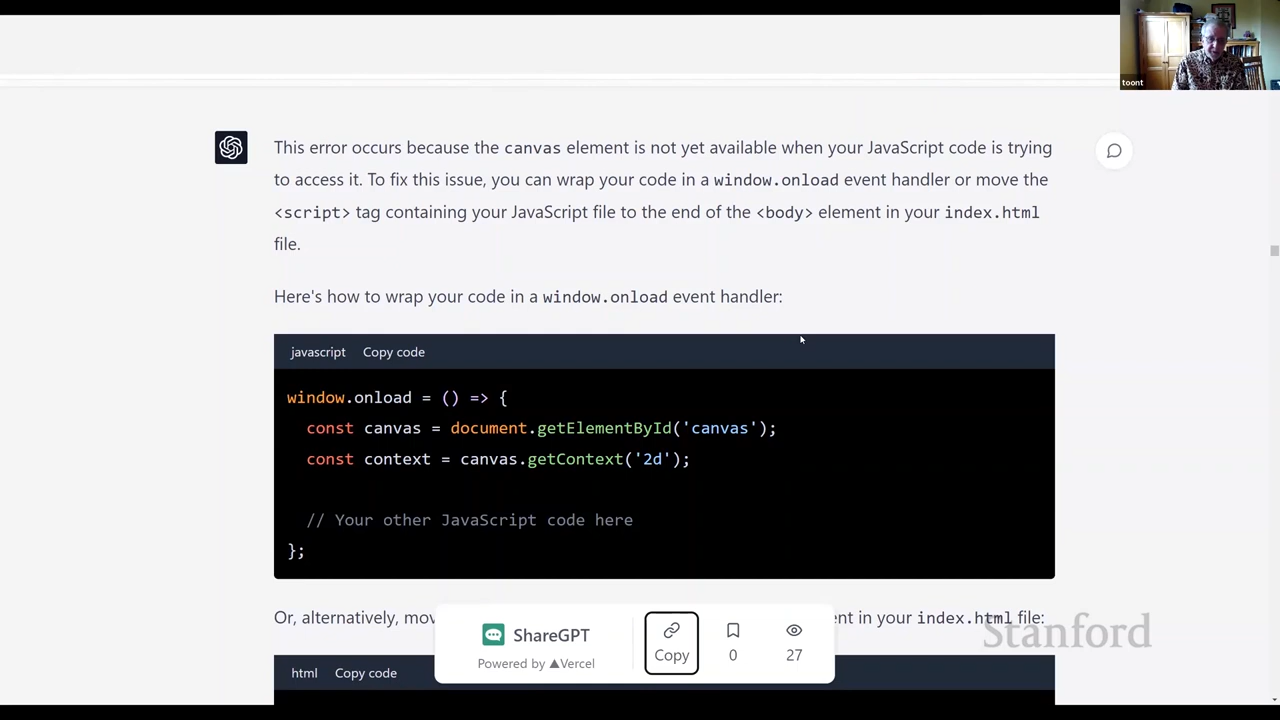 toont
This error occurs because the canvas element is not yet available when your JavaScript code is trying
to access it. To fix this issue, you can wrap your code in a window.onload event handler or move the
<script> tag containing your JavaScript file to the end of the <body> element in your index.html
file.
Here's how to wrap your code in a window.onload event handler:
javascript Copy code
window.onload = () => {
  const canvas = document.getElementById('canvas');
  const context = canvas.getContext('2d');
  // Your other JavaScript code here
};
Or, alternatively, mov ent in your index.html file:
ShareGPT
Powered by ▲Vercel
Copy
0
27
Stanford
html Copy code